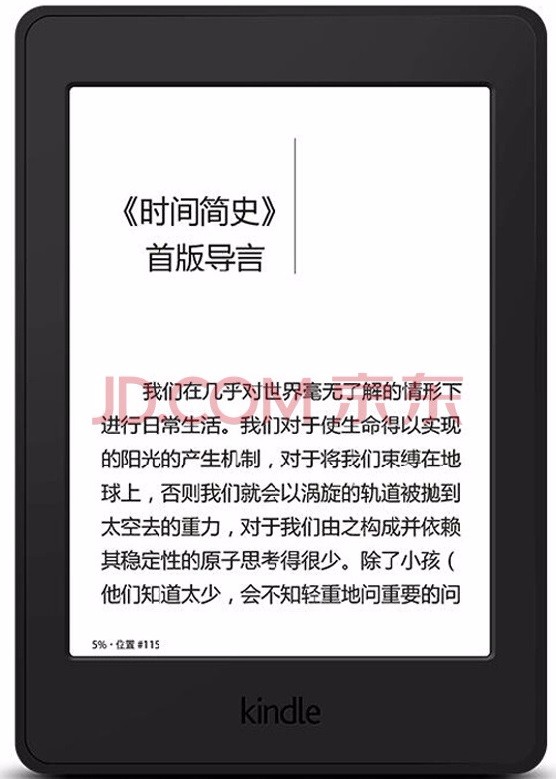 《时间简史》
首版导言
我们在几乎对世界毫无了解的情形下
JD.COM 京东
进行日常生活。我们对于使生命得以实现
的阳光的产生机制，对于将我们束缚在地
球上，否则我们就会以涡旋的轨道被抛到
太空去的重力，对于我们由之构成并依赖
其稳定性的原子思考得很少。除了小孩（
他们知道太少，会不知轻重地问重要的问
5%·位置 #115
kindle